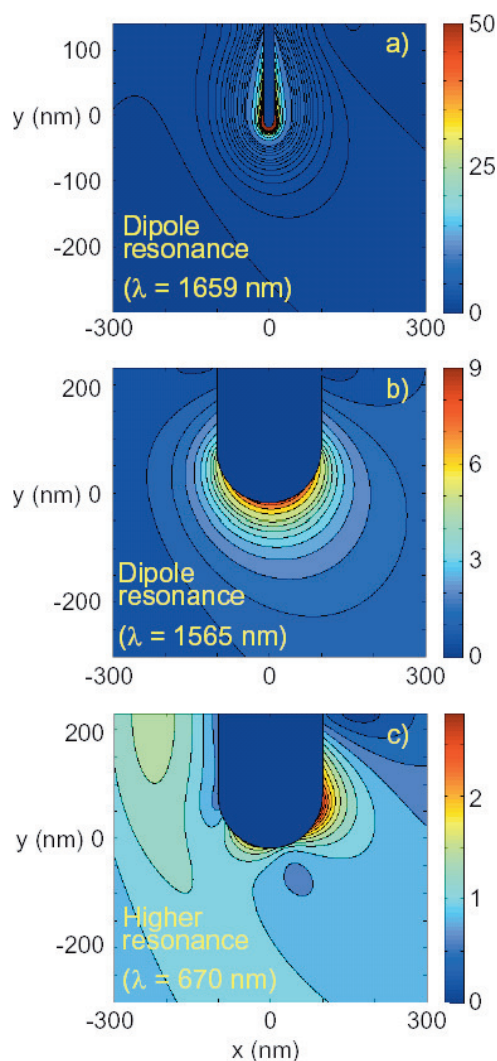 a)
50
100
y (nm) 0
25
-100
-200
Dipole
resonance
(λ = 1659 nm)
0
-300 0 300
b)
9
200
6
y (nm) 0
3
-200
Dipole
resonance
(λ = 1565 nm)
0
-300 0 300
c)
200
2
y (nm) 0
1
-200
Higher
resonance
(λ = 670 nm)
0
-300 0 300
x (nm)